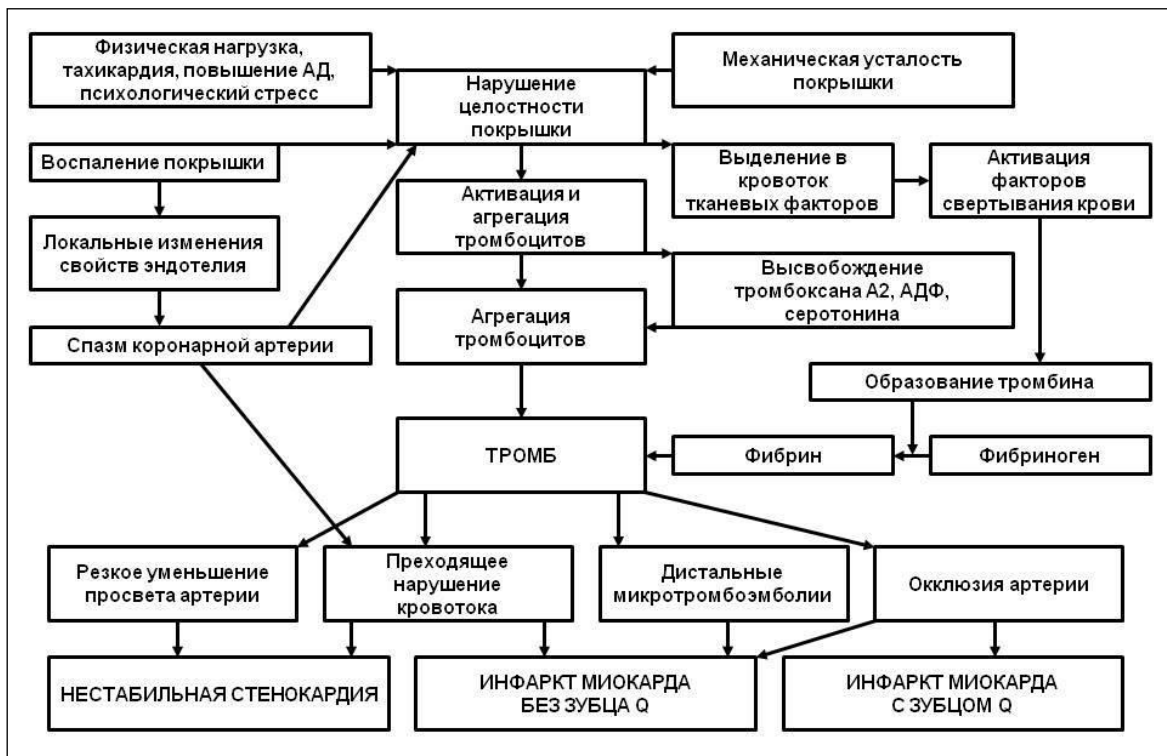 Физическая нагрузка,
тахикардия, повышение АД,
психологический стресс
Нарушение
целостности
покрышки
Механическая усталость
покрышки
Воспаление покрышки
Выделение в
кровоток
тканевых факторов
Активация
факторов
свертывания крови
Активация и
агрегация
тромбоцитов
Локальные изменения
свойств эндотелия
Высвобождение
тромбоксана А2, АДФ,
серотонина
Агрегация
тромбоцитов
Спазм коронарной артерии
Образование тромбина
ТРОМБ
Фибрин
Фибриноген
Резкое уменьшение
просвета артерии
Преходящее
нарушение
кровотока
Дистальные
микротромбоэмболии
Окклюзия артерии
НЕСТАБИЛЬНАЯ СТЕНОКАРДИЯ
ИНФАРКТ МИОКАРДА
БЕЗ ЗУБЦА Q
ИНФАРКТ МИОКАРДА
С ЗУБЦОМ Q